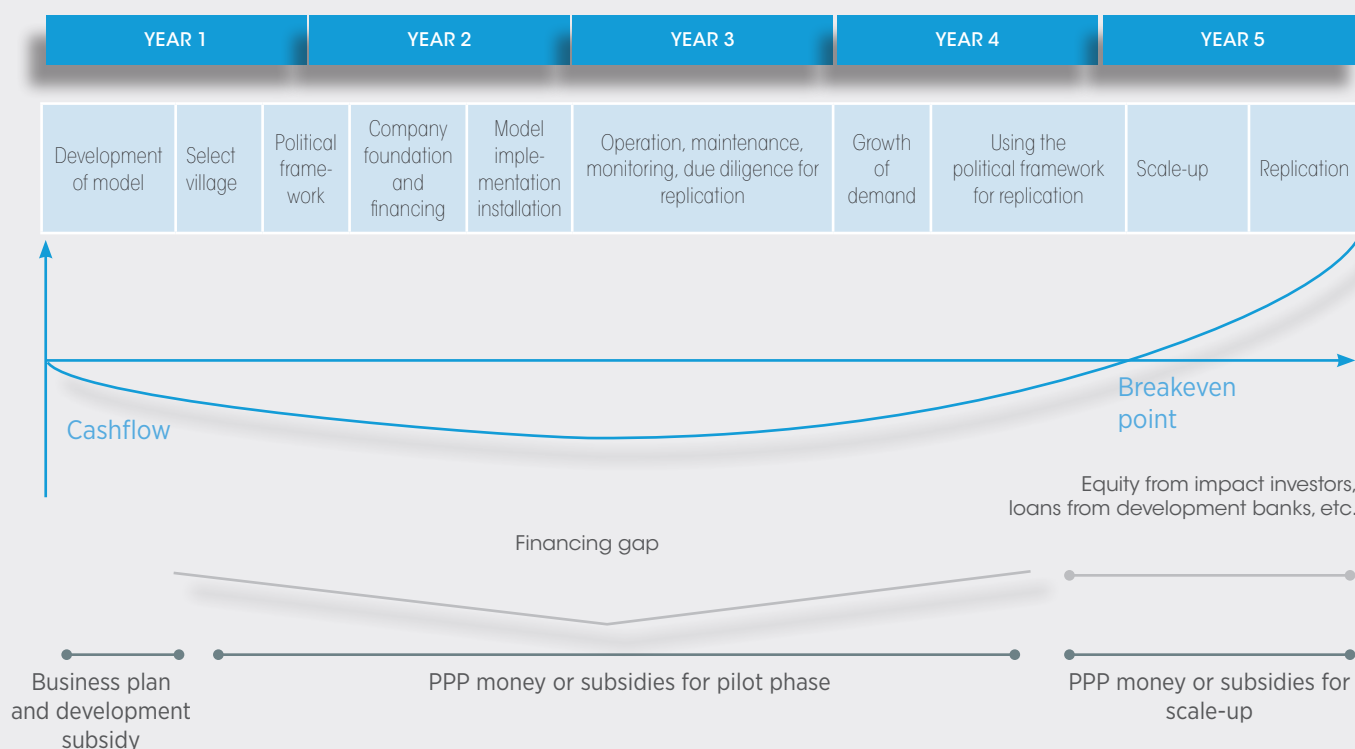 YEAR 1
YEAR 2
YEAR 3
YEAR 4
YEAR 5
Development
of model
Select
village
Political
frame-
work
Company
foundation
and
financing
Model
imple-
mentation
installation
Operation, maintenance,
monitoring, due diligence for
replication
Growth
of
demand
Using the
political framework
for replication
Scale-up
Replication
Cashflow
Breakeven
point
Equity from impact investors,
loans from development banks, etc.
Financing gap
Business plan
and development
subsidy
PPP money or subsidies for pilot phase
PPP money or subsidies for
scale-up